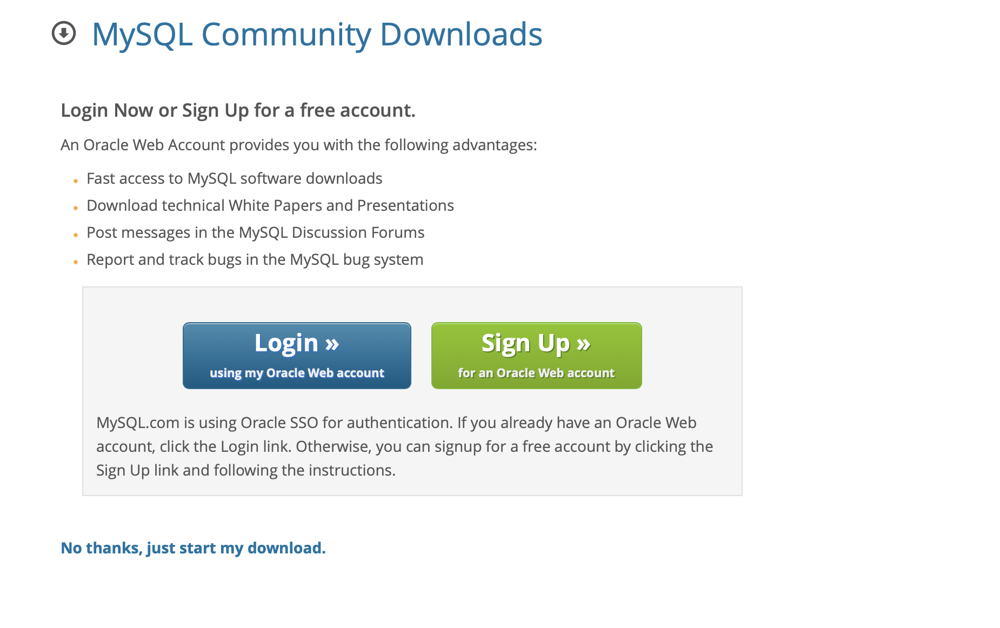 MySQL Community Downloads
Login Now or Sign Up for a free account.
An Oracle Web Account provides you with the following advantages:
Fast access to MySQL software downloads
Download technical White Papers and Presentations
Post messages in the MySQL Discussion Forums
Report and track bugs in the MySQL bug system
Login »
using my Oracle Web account
Sign Up »
for an Oracle Web account
MySQL.com is using Oracle SSO for authentication. If you already have an Oracle Web
account, click the Login link. Otherwise, you can signup for a free account by clicking the
Sign Up link and following the instructions.
No thanks, just start my download.